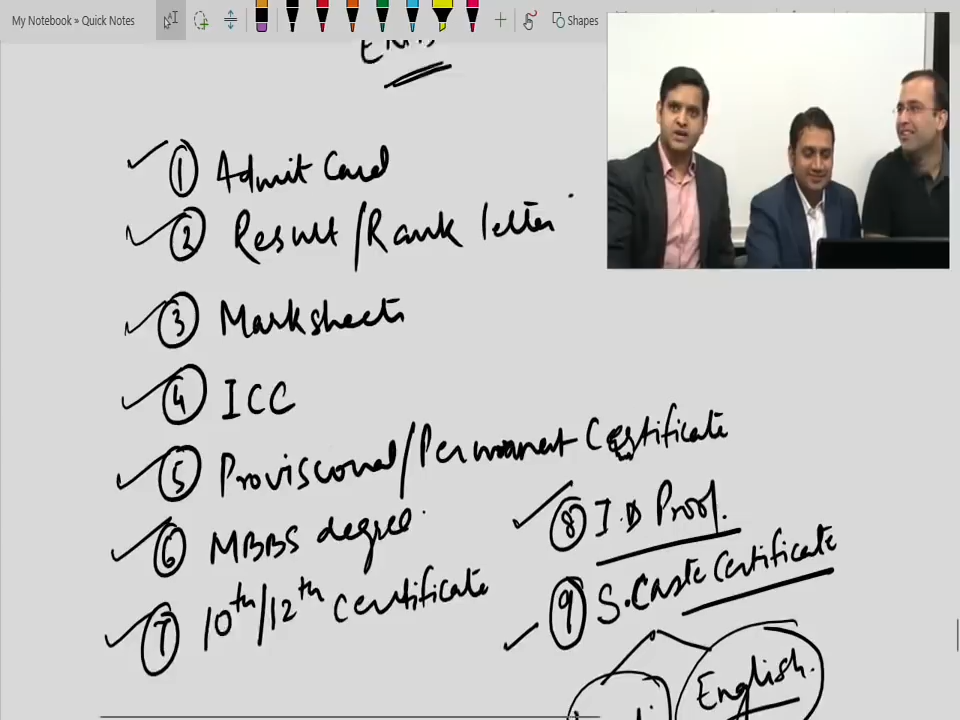 My Notebook » Quick Notes
Shapes
① Admit Card
② Result/Rank letter
③ Marksheets
④ ICC
⑤ Provisional/Permanent Certificate
⑥ MBBS degree
⑦ 10th/12th certificate
⑧ I.D Proof.
⑨ S.Caste Certificate
English.